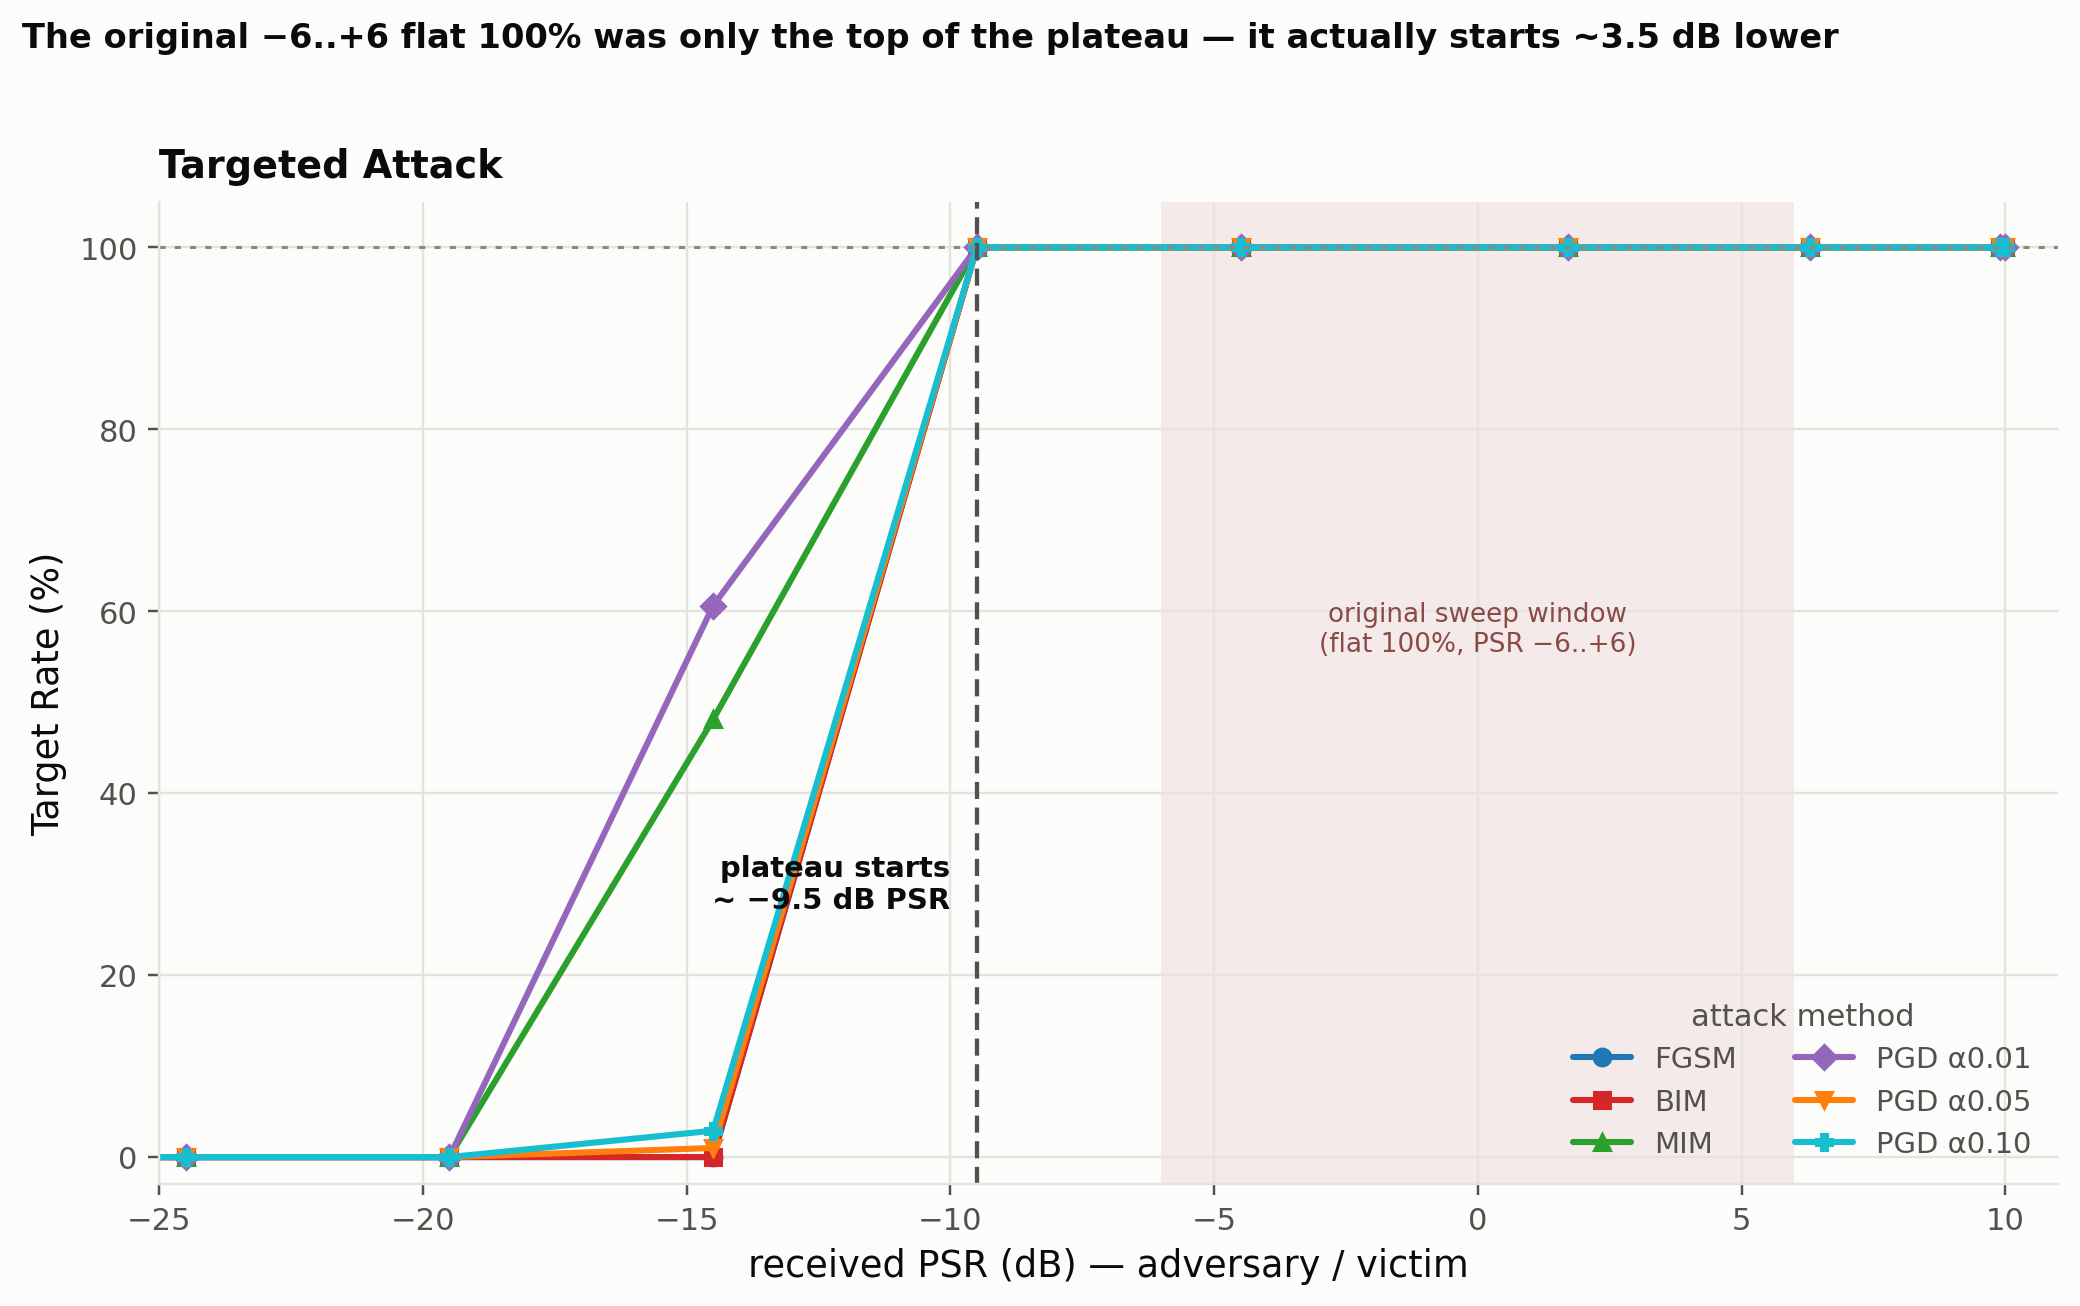 The original −6..+6 flat 100% was only the top of the plateau — it actually starts ~3.5 dB lower
Targeted Attack
Target Rate (%)
100
80
60
40
20
0
original sweep window
(flat 100%, PSR −6..+6)
plateau starts
~ −9.5 dB PSR
attack method
FGSM
BIM
MIM
PGD α0.01
PGD α0.05
PGD α0.10
−25 −20 −15 −10 −5 0 5 10
received PSR (dB) — adversary / victim